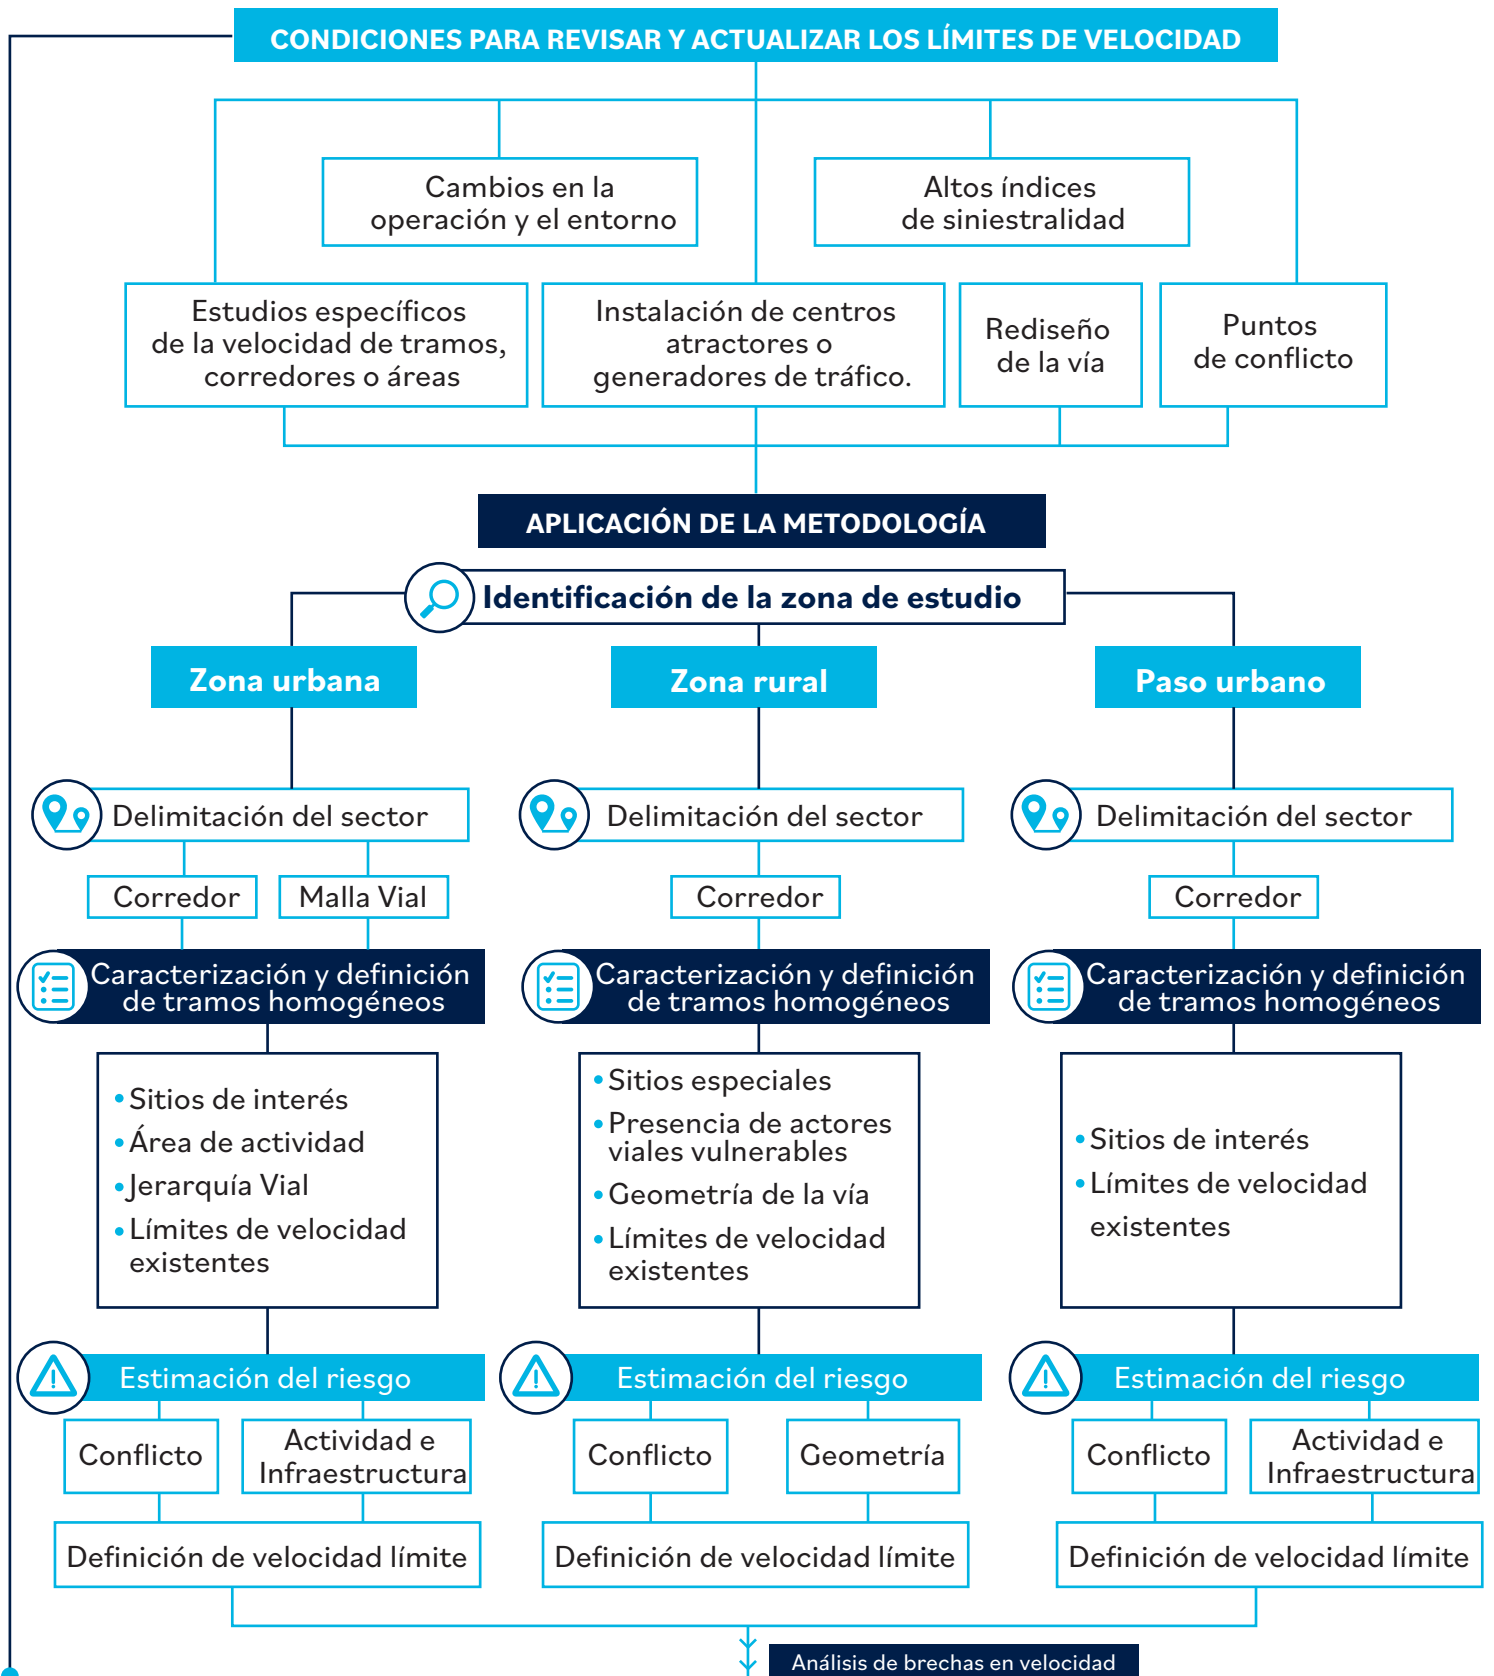 CONDICIONES PARA REVISAR Y ACTUALIZAR LOS LÍMITES DE VELOCIDAD
Cambios en la
operación y el entorno
Altos índices
de siniestralidad
Estudios específicos
de la velocidad de tramos,
corredores o áreas
Instalación de centros
atractores o
generadores de tráfico.
Rediseño
de la vía
Puntos
de conflicto
APLICACIÓN DE LA METODOLOGÍA
Identificación de la zona de estudio
Zona urbana
Zona rural
Paso urbano
Delimitación del sector
Delimitación del sector
Delimitación del sector
Corredor
Malla Vial
Corredor
Corredor
Caracterización y definición
de tramos homogéneos
Caracterización y definición
de tramos homogéneos
Caracterización y definición
de tramos homogéneos
• Sitios de interés
• Área de actividad
• Jerarquía Vial
• Límites de velocidad
existentes
• Sitios especiales
• Presencia de actores
viales vulnerables
• Geometría de la vía
• Límites de velocidad
existentes
• Sitios de interés
• Límites de velocidad
existentes
Estimación del riesgo
Estimación del riesgo
Estimación del riesgo
Conflicto
Actividad e
Infraestructura
Conflicto
Geometría
Conflicto
Actividad e
Infraestructura
Definición de velocidad límite
Definición de velocidad límite
Definición de velocidad límite
Análisis de brechas en velocidad